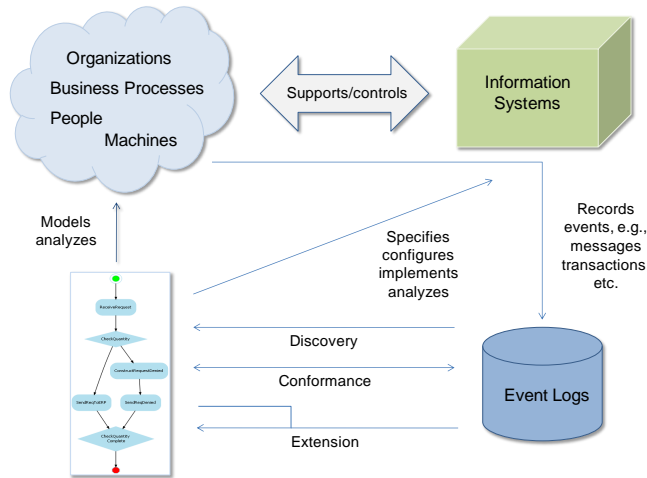 Organizations
Business Processes
People
Machines
Supports/controls
Information
Systems
Models
analyzes
Specifies
configures
implements
analyzes
Records
events, e.g.,
messages
transactions
etc.
ReceiveRequest
CheckQuantity
ConstructRequestDenied
SendReqToERP
SendReqDenied
CheckQuantity
Complete
Discovery
Conformance
Extension
Event Logs